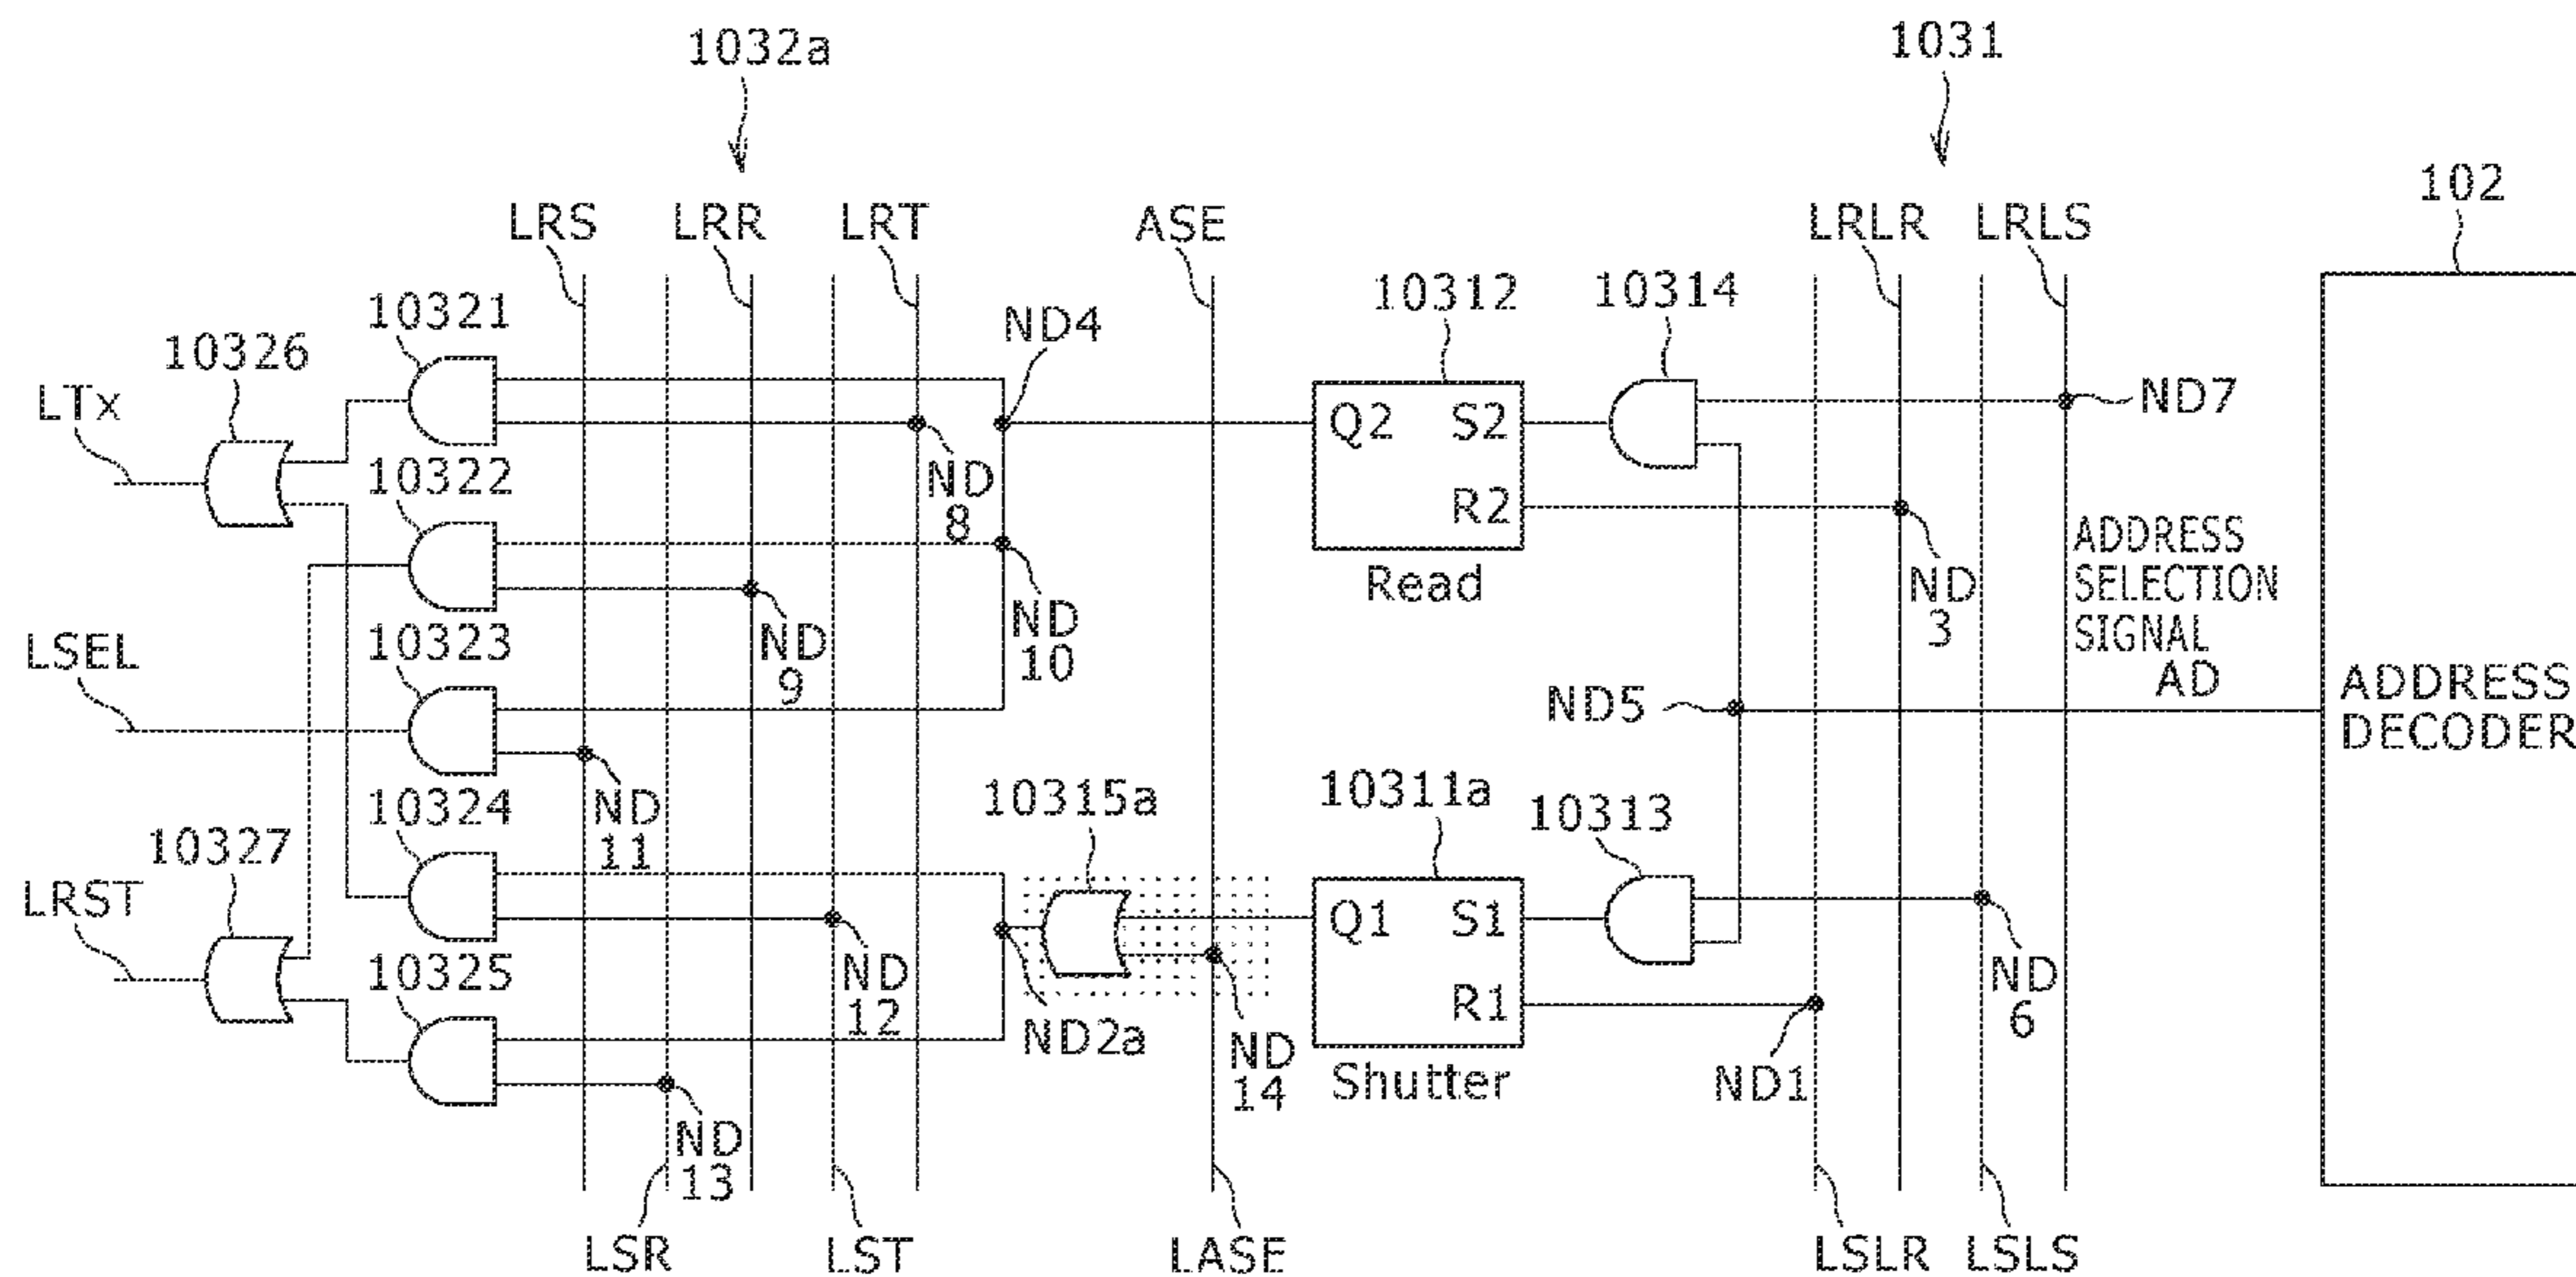 1032a
1031
102
LRS
LRR
LRT
ASE
LRLR
LRLS
10321
10312
10314
10326
ND4
LTx
ND7
Q2
S2
10322
ND
8
R2
ADDRESS
SELECTION
SIGNAL
AD
Read
ND
3
ND
10
ND
9
10323
LSEL
ND5
ADDRESS
DECODER
10324
ND
11
10315a
10311a
10313
10327
LRST
Q1
S1
10325
ND
12
ND
6
R1
ND2a
ND
14
Shutter
ND1
ND
13
LSR
LST
LASE
LSLR
LSLS